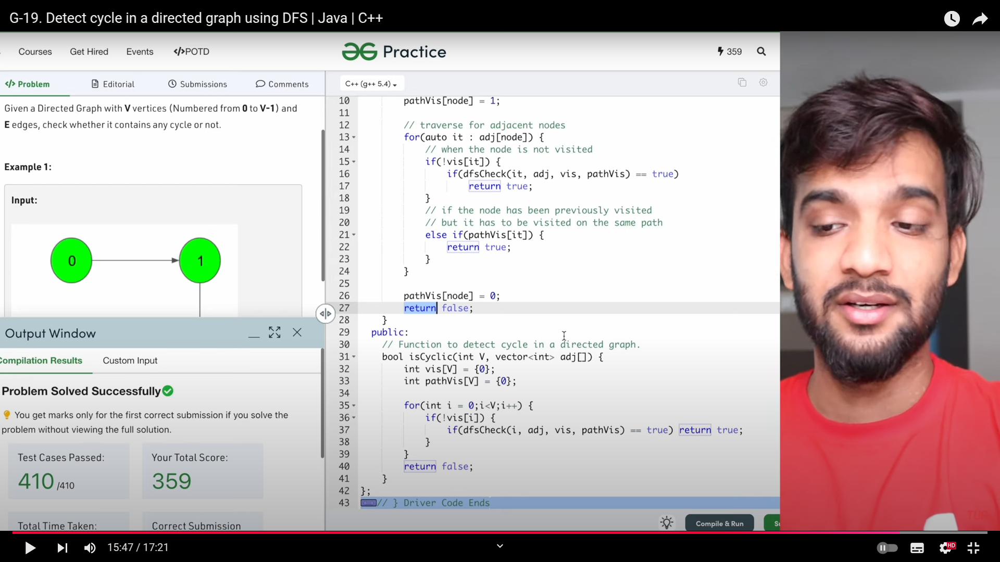 G-19. Detect cycle in a directed graph using DFS | Java | C++
Courses Get Hired Events </>POTD
Practice
359
</> Problem Editorial Submissions Comments
Given a Directed Graph with V vertices (Numbered from 0 to V-1) and
E edges, check whether it contains any cycle or not.
Example 1:
Input:
0 1
Output Window
Compilation Results Custom Input
Problem Solved Successfully
You get marks only for the first correct submission if you solve the
problem without viewing the full solution.
Test Cases Passed:
410 /410
Your Total Score:
359
Total Time Taken:
Correct Submission
C++ (g++ 5.4)
10 pathVis[node] = 1;
11
12 // traverse for adjacent nodes
13 for(auto it : adj[node]) {
14 // when the node is not visited
15 if(!vis[it]) {
16 if(dfsCheck(it, adj, vis, pathVis) == true)
17 return true;
18 }
19 // if the node has been previously visited
20 // but it has to be visited on the same path
21 else if(pathVis[it]) {
22 return true;
23 }
24 }
25
26 pathVis[node] = 0;
27 return false;
28 }
29 public:
30 // Function to detect cycle in a directed graph.
31 bool isCyclic(int V, vector<int> adj[]) {
32 int vis[V] = {0};
33 int pathVis[V] = {0};
34
35 for(int i = 0;i<V;i++) {
36 if(!vis[i]) {
37 if(dfsCheck(i, adj, vis, pathVis) == true) return true;
38 }
39 }
40 return false;
41 }
42 };
43 // } Driver Code Ends
Compile & Run
15:47 / 17:21
HD